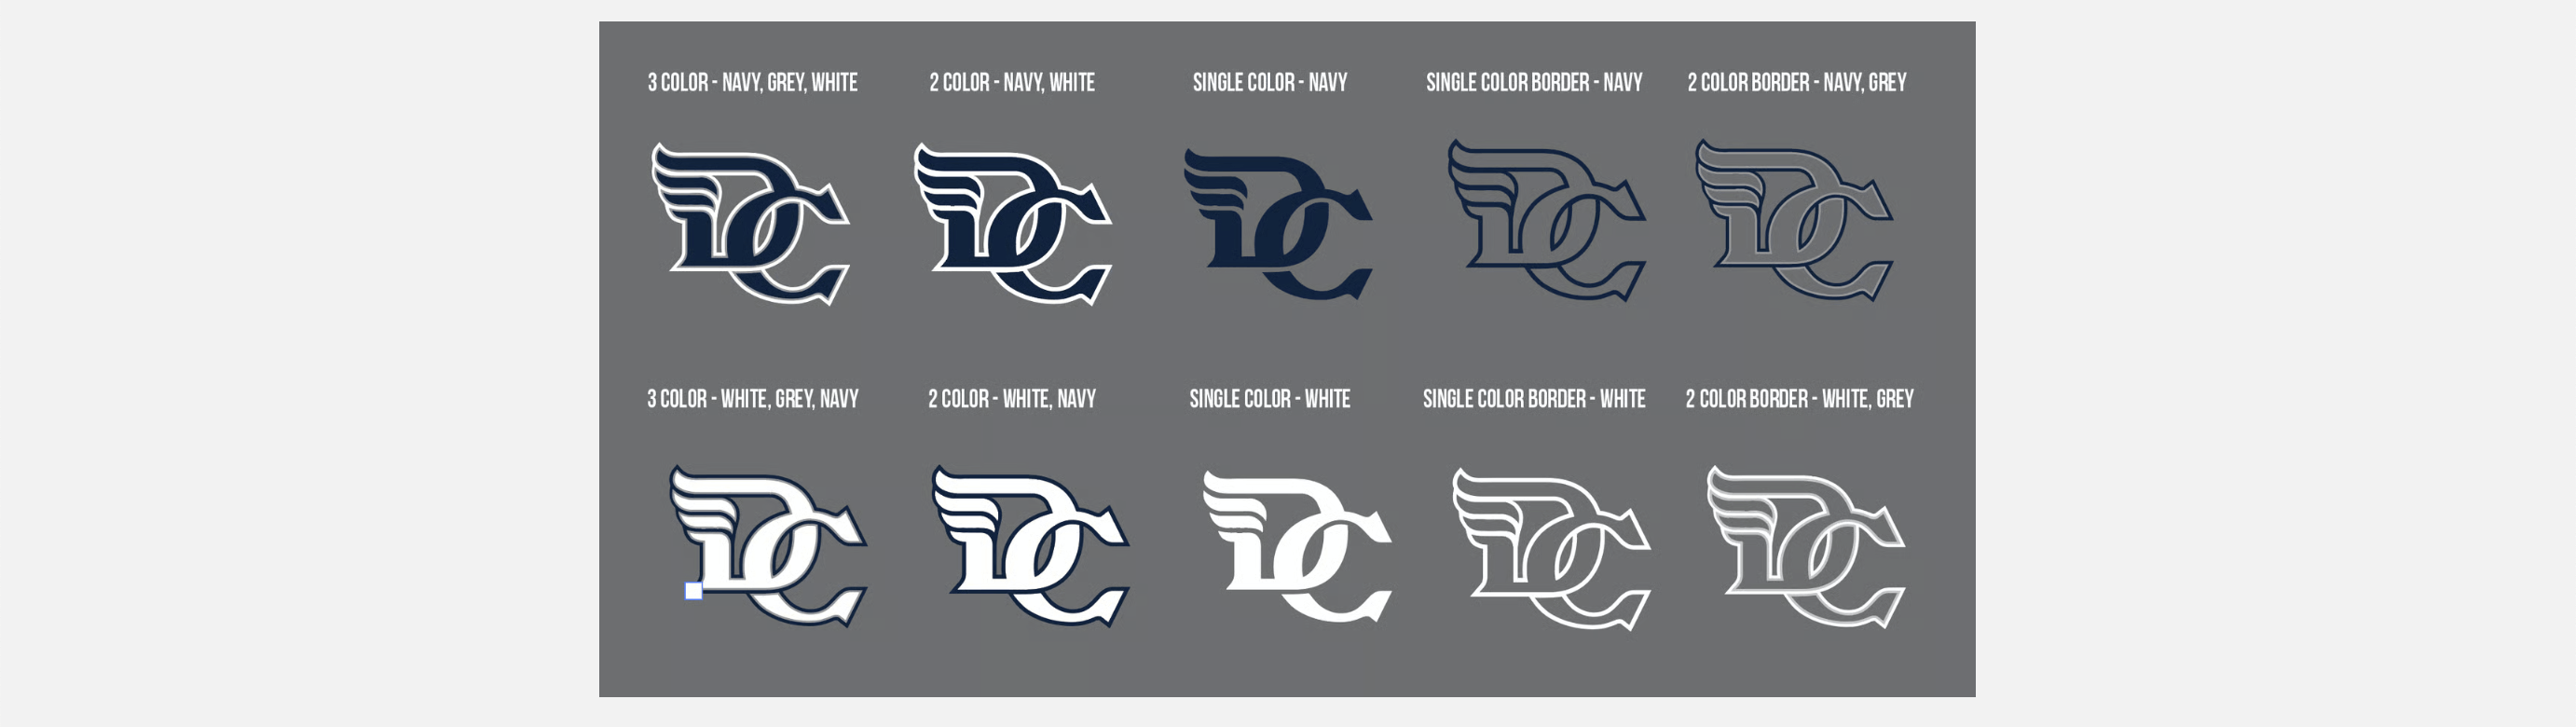 3 COLOR - NAVY, GREY, WHITE
2 COLOR - NAVY, WHITE
SINGLE COLOR - NAVY
SINGLE COLOR BORDER - NAVY
2 COLOR BORDER - NAVY, GREY
DC
DC
DC
DC
DC
3 COLOR - WHITE, GREY, NAVY
2 COLOR - WHITE, NAVY
SINGLE COLOR - WHITE
SINGLE COLOR BORDER - WHITE
2 COLOR BORDER - WHITE, GREY
DC
DC
DC
DC
DC